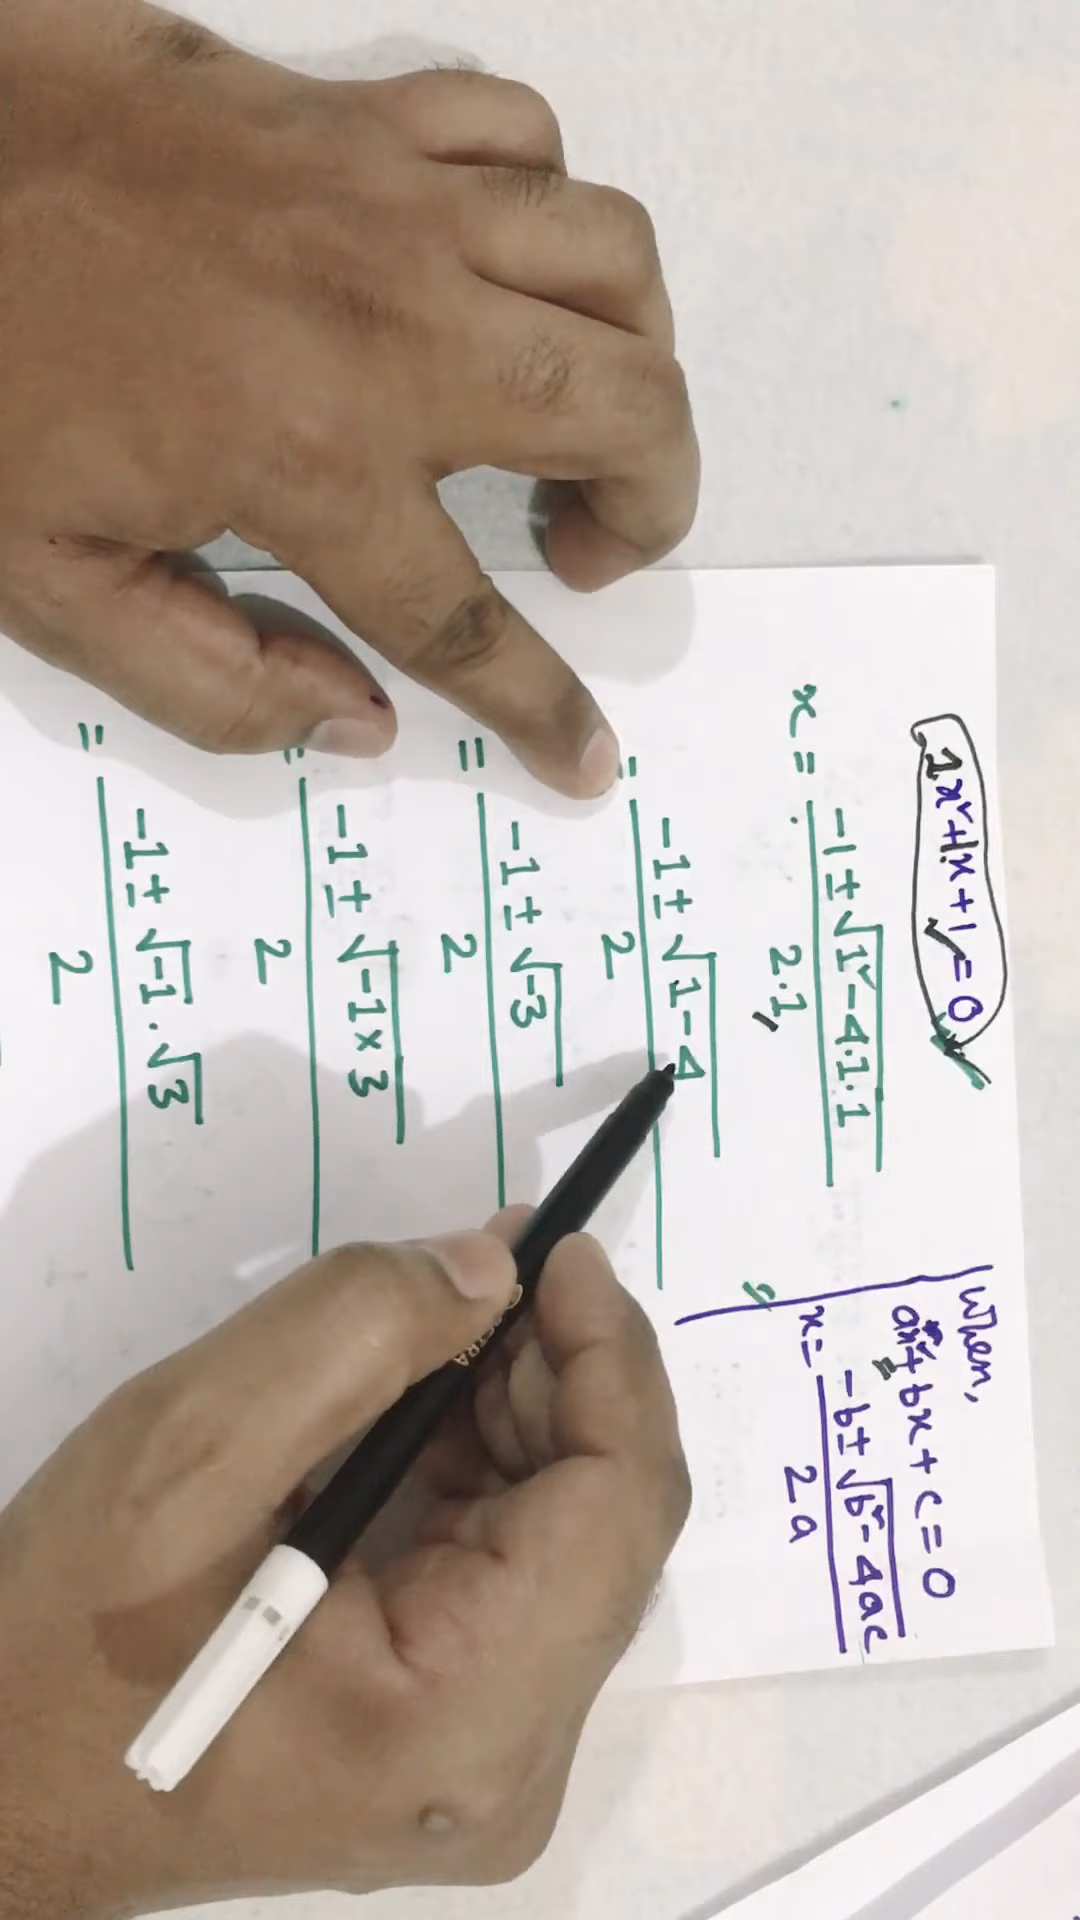 1x²+1x+1=0
x = -1±√1²-4.1.1 / 2.1
= -1±√1-4 / 2
= -1±√-3 / 2
= -1±√-1×3 / 2
= -1±√-1.√3 / 2
When,
ax²+bx+c=0
x= -b±√b²-4ac / 2a